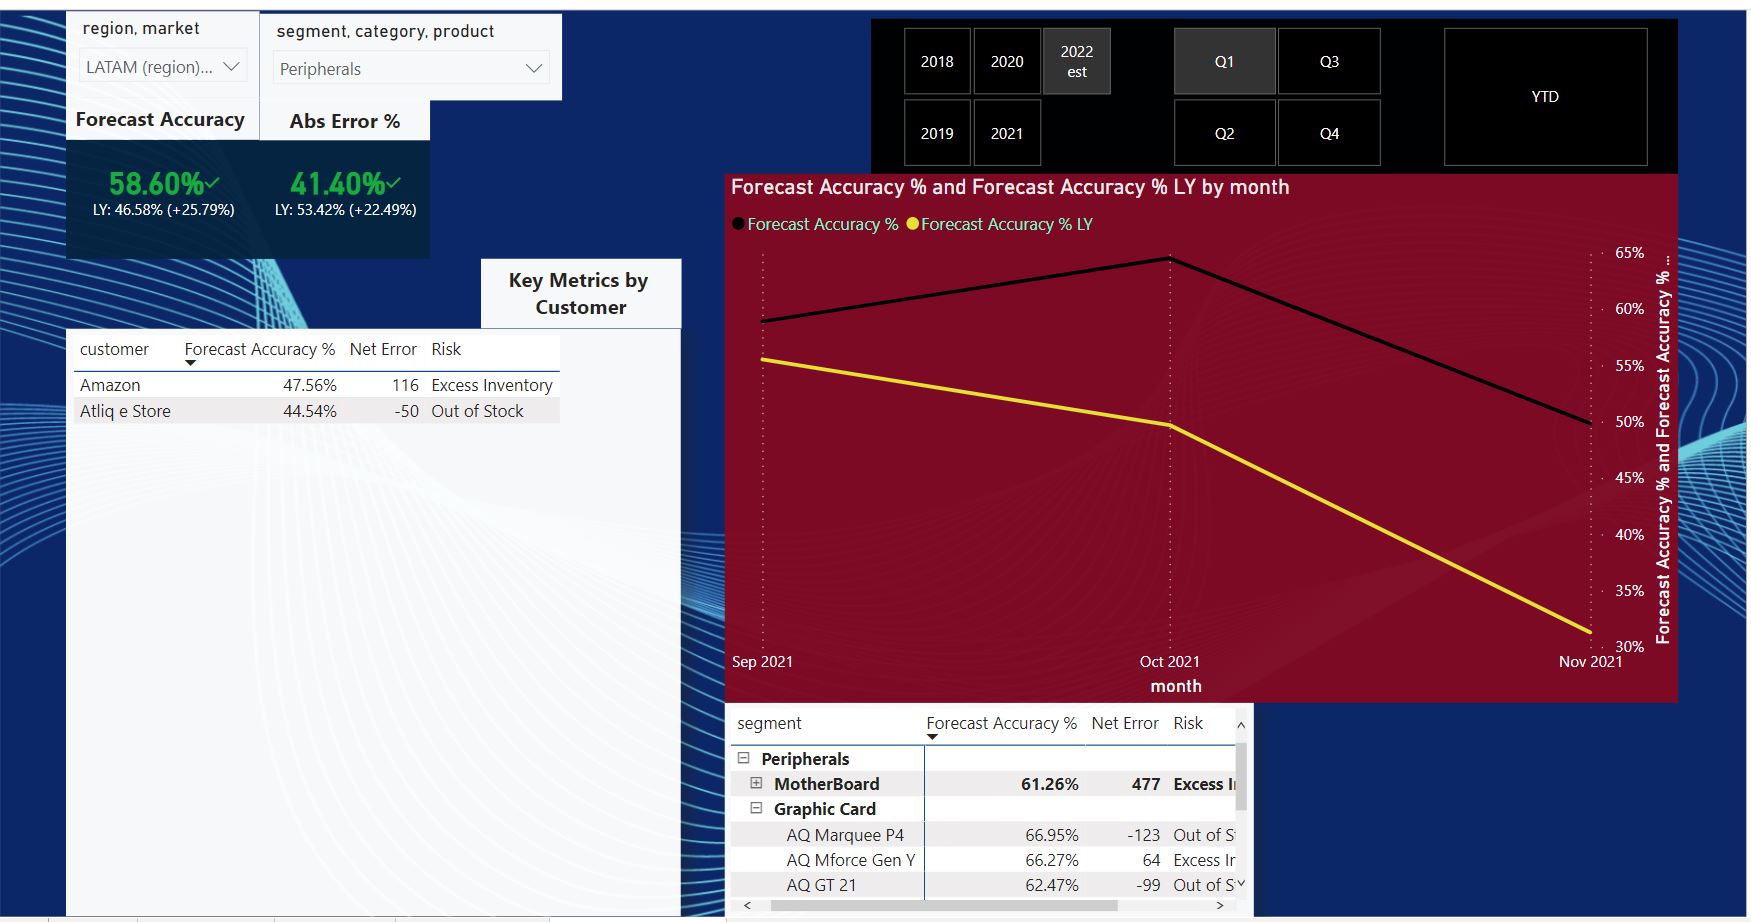 region, market
LATAM (region)...
segment, category, product
Peripherals
Forecast Accuracy
Abs Error %
58.60%
LY: 46.58% (+25.79%)
41.40%
LY: 53.42% (+22.49%)
2018
2020
2022
est
2019
2021
Q1
Q3
Q2
Q4
YTD
Key Metrics by
Customer
customer Forecast Accuracy % Net Error Risk
Amazon 47.56% 116 Excess Inventory
Atliq e Store 44.54% -50 Out of Stock
Forecast Accuracy % and Forecast Accuracy % LY by month
Forecast Accuracy % Forecast Accuracy % LY
65%
60%
55%
50%
45%
40%
35%
30%
Forecast Accuracy % and Forecast Accuracy % ...
Sep 2021 Oct 2021 Nov 2021
month
segment Forecast Accuracy % Net Error Risk
Peripherals
MotherBoard 61.26% 477 Excess I
Graphic Card
AQ Marquee P4 66.95% -123 Out of S
AQ Mforce Gen Y 66.27% 64 Excess Ir
AQ GT 21 62.47% -99 Out of S